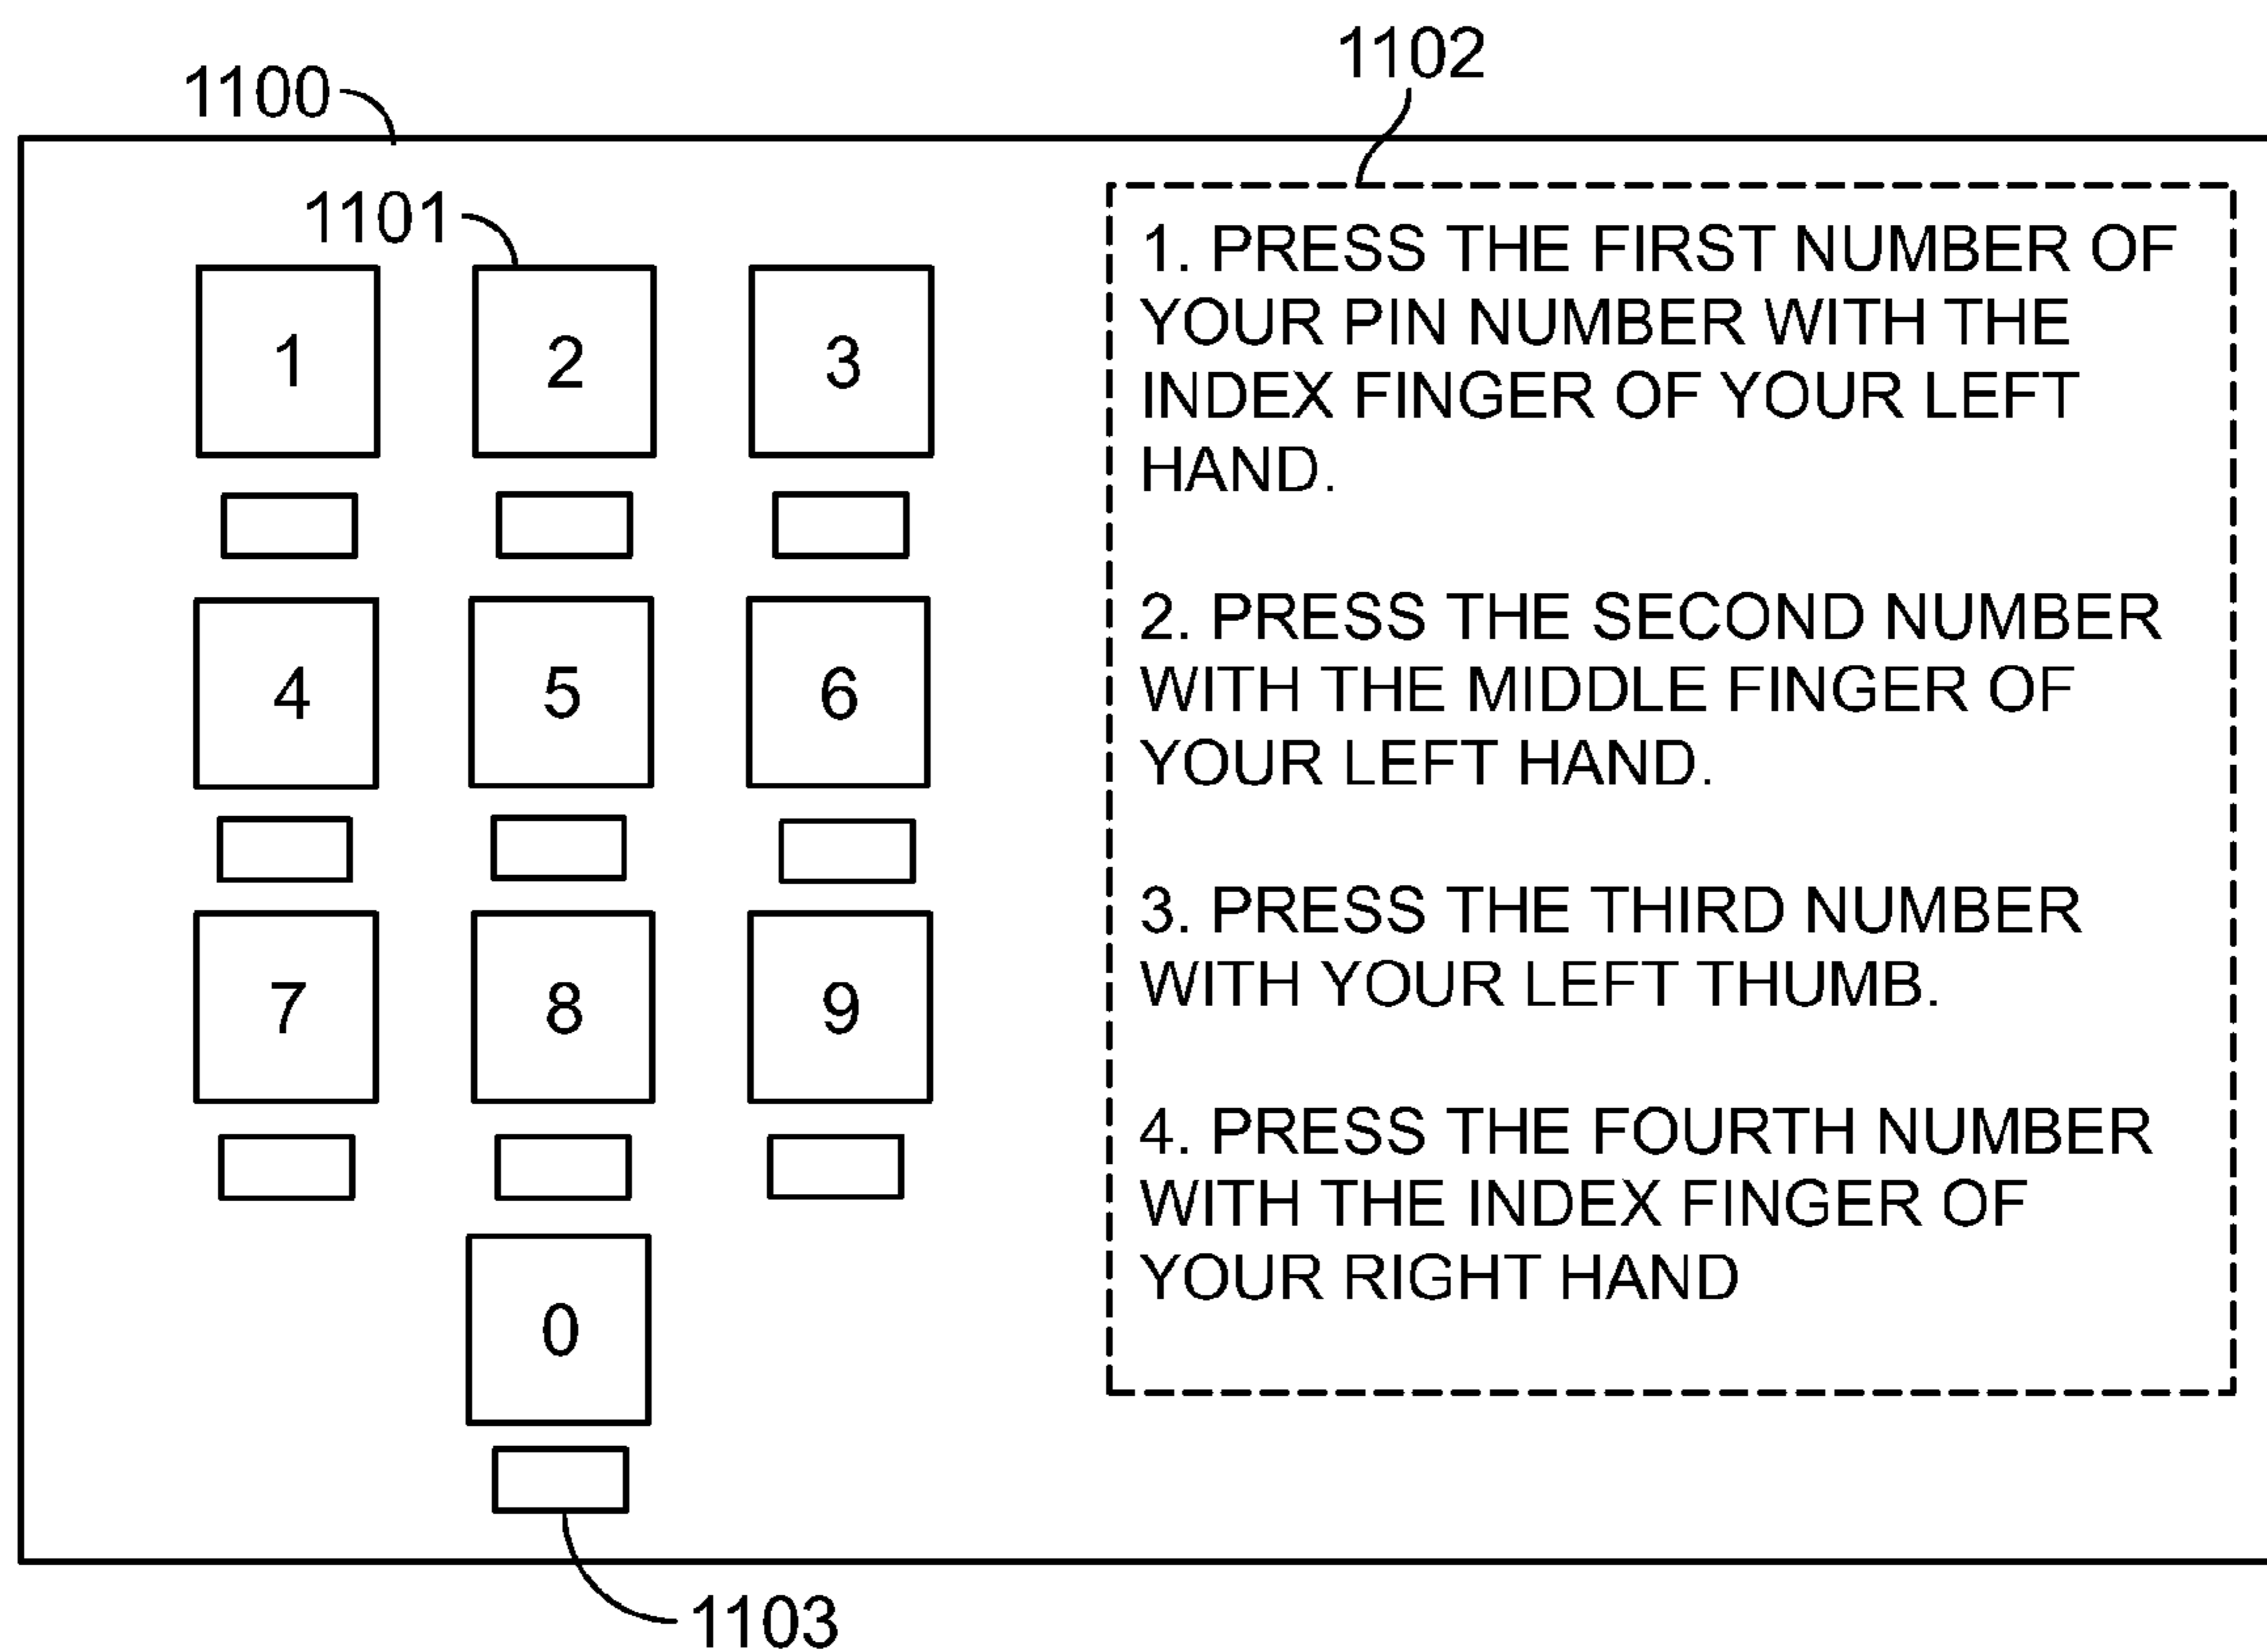 1102
1100
1101
1 2 3
4 5 6
7 8 9
0
1103
1. PRESS THE FIRST NUMBER OF
YOUR PIN NUMBER WITH THE
INDEX FINGER OF YOUR LEFT
HAND.
2. PRESS THE SECOND NUMBER
WITH THE MIDDLE FINGER OF
YOUR LEFT HAND.
3. PRESS THE THIRD NUMBER
WITH YOUR LEFT THUMB.
4. PRESS THE FOURTH NUMBER
WITH THE INDEX FINGER OF
YOUR RIGHT HAND